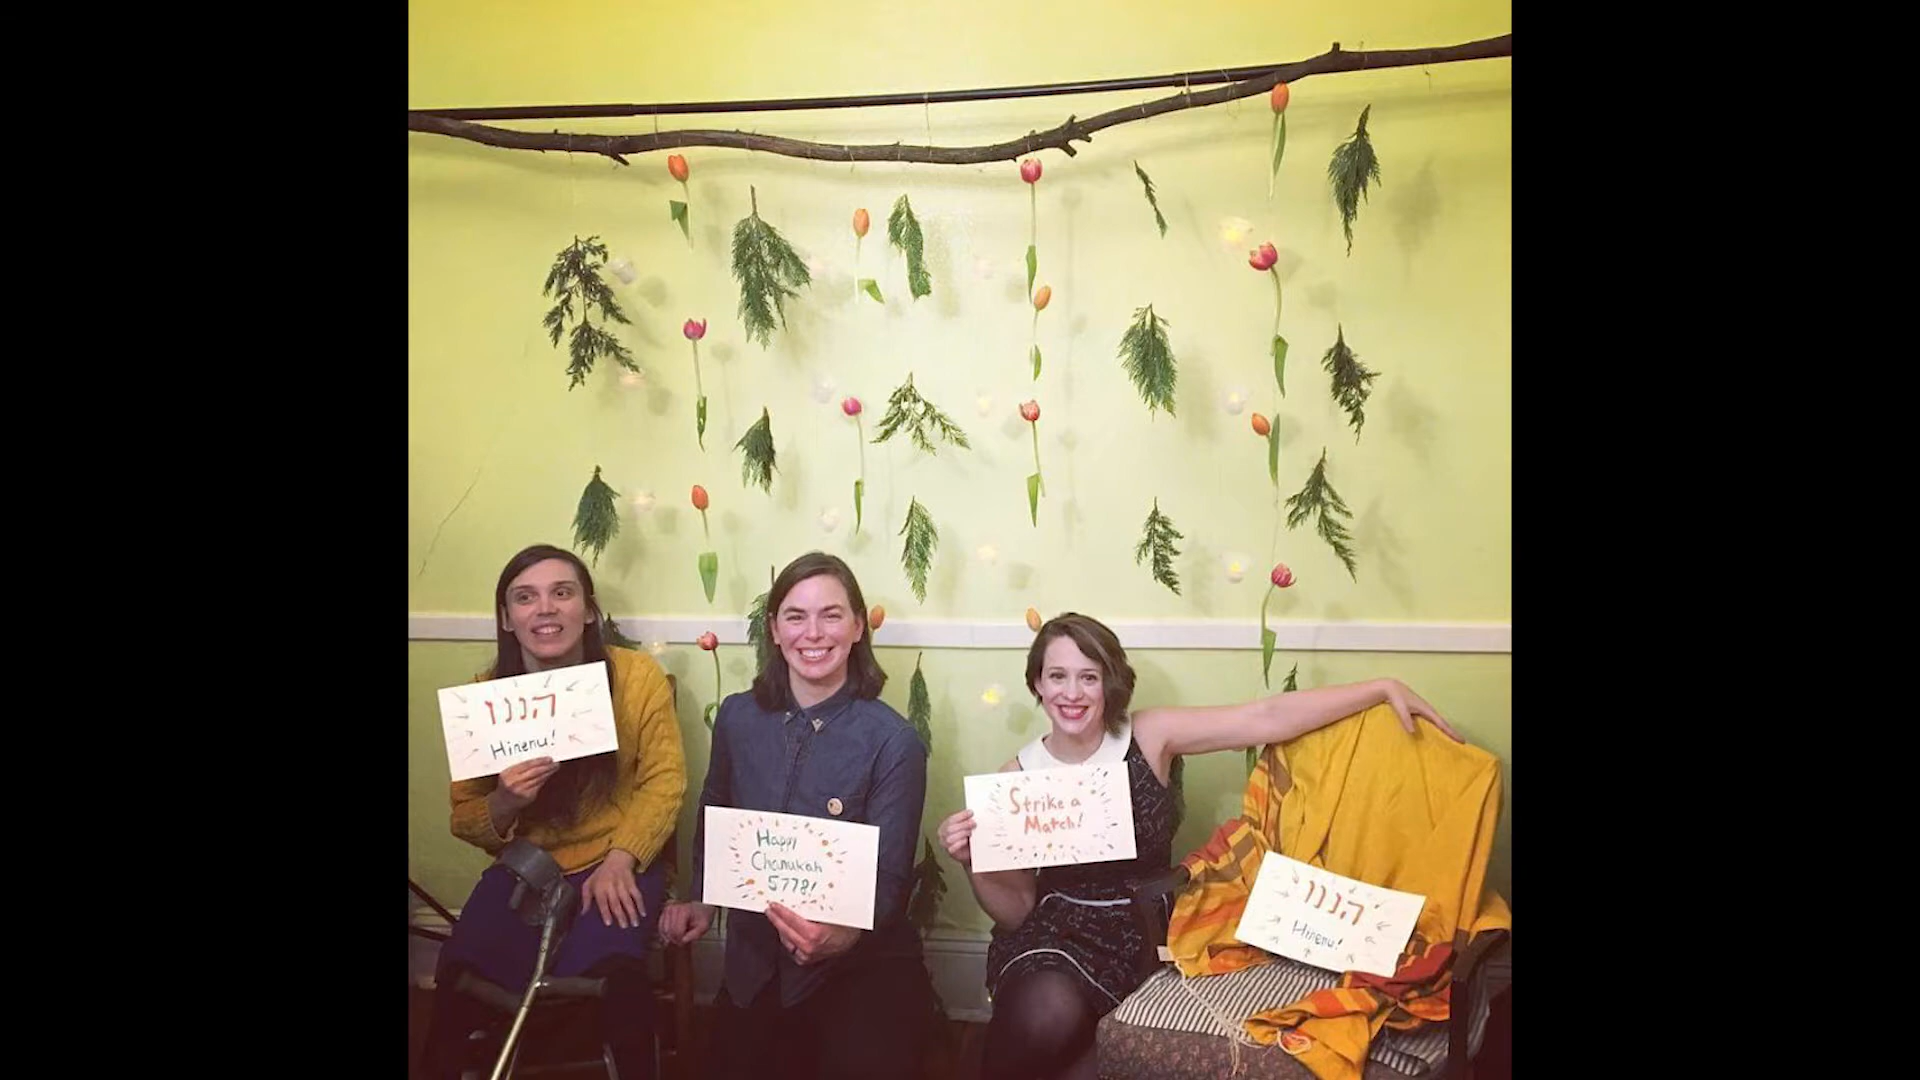 הננו
Hinenu!
Happy
Chanukah
5778!
Strike a
Match!
הננו
Hinenu!